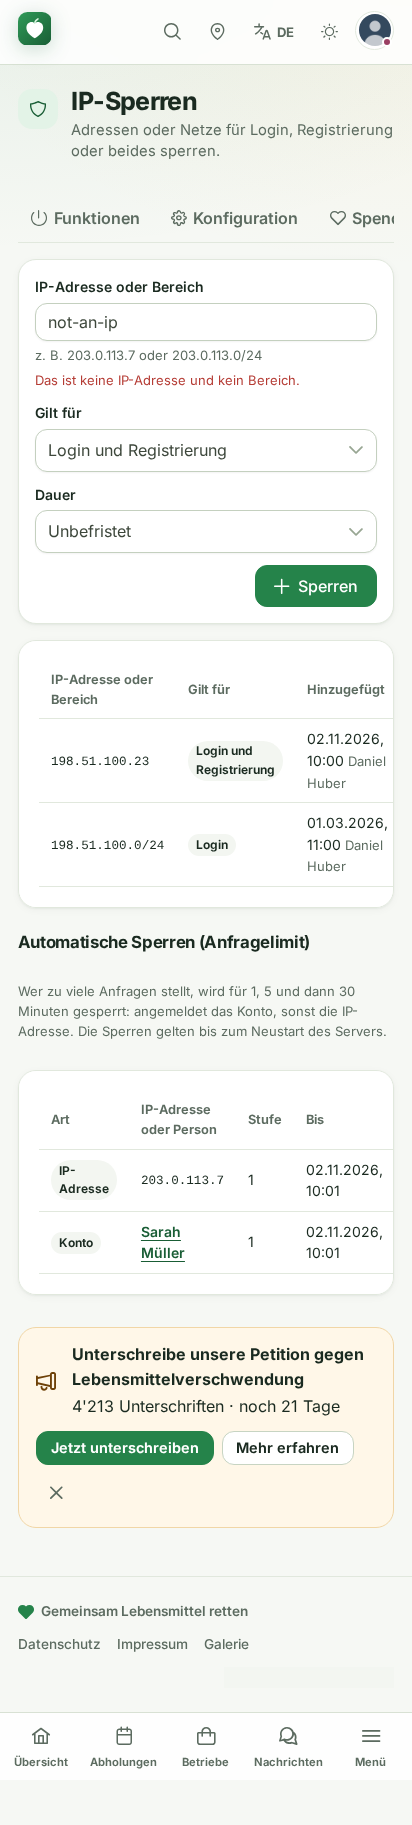 DE
IP-Sperren
Adressen oder Netze für Login, Registrierung
oder beides sperren.
Funktionen Konfiguration Spend
IP-Adresse oder Bereich
not-an-ip
z. B. 203.0.113.7 oder 203.0.113.0/24
Das ist keine IP-Adresse und kein Bereich.
Gilt für
Login und Registrierung
Dauer
Unbefristet
Sperren
IP-Adresse oder
Bereich
Gilt für
Hinzugefügt
198.51.100.23
Login und
Registrierung
02.11.2026,
10:00 Daniel
Huber
198.51.100.0/24
Login
01.03.2026,
11:00 Daniel
Huber
Automatische Sperren (Anfragelimit)
Wer zu viele Anfragen stellt, wird für 1, 5 und dann 30
Minuten gesperrt: angemeldet das Konto, sonst die IP-
Adresse. Die Sperren gelten bis zum Neustart des Servers.
Art
IP-Adresse
oder Person
Stufe
Bis
IP-
Adresse
203.0.113.7
1
02.11.2026,
10:01
Konto
Sarah
Müller
1
02.11.2026,
10:01
Unterschreibe unsere Petition gegen
Lebensmittelverschwendung
4'213 Unterschriften · noch 21 Tage
Jetzt unterschreiben Mehr erfahren
Gemeinsam Lebensmittel retten
Datenschutz Impressum Galerie
Übersicht Abholungen Betriebe Nachrichten Menü